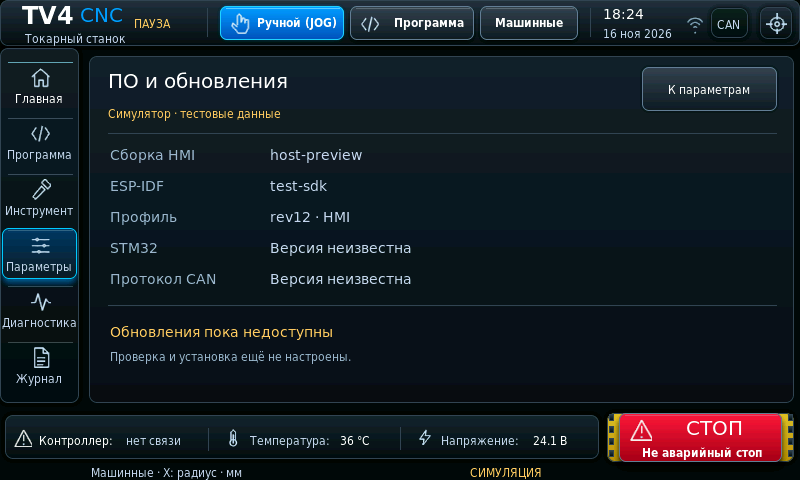 TV4 CNC ПАУЗА
Токарный станок
Ручной (JOG)
Программа
Машинные
18:24
16 ноя 2026
CAN
Главная
Программа
Инструмент
Параметры
Диагностика
Журнал
ПО и обновления
К параметрам
Симулятор · тестовые данные
Сборка HMI host-preview
ESP-IDF test-sdk
Профиль rev12 · HMI
STM32 Версия неизвестна
Протокол CAN Версия неизвестна
Обновления пока недоступны
Проверка и установка ещё не настроены.
Контроллер: нет связи
Температура: 36 °C
Напряжение: 24.1 В
СТОП
Не аварийный стоп
Машинные · X: радиус · мм
СИМУЛЯЦИЯ